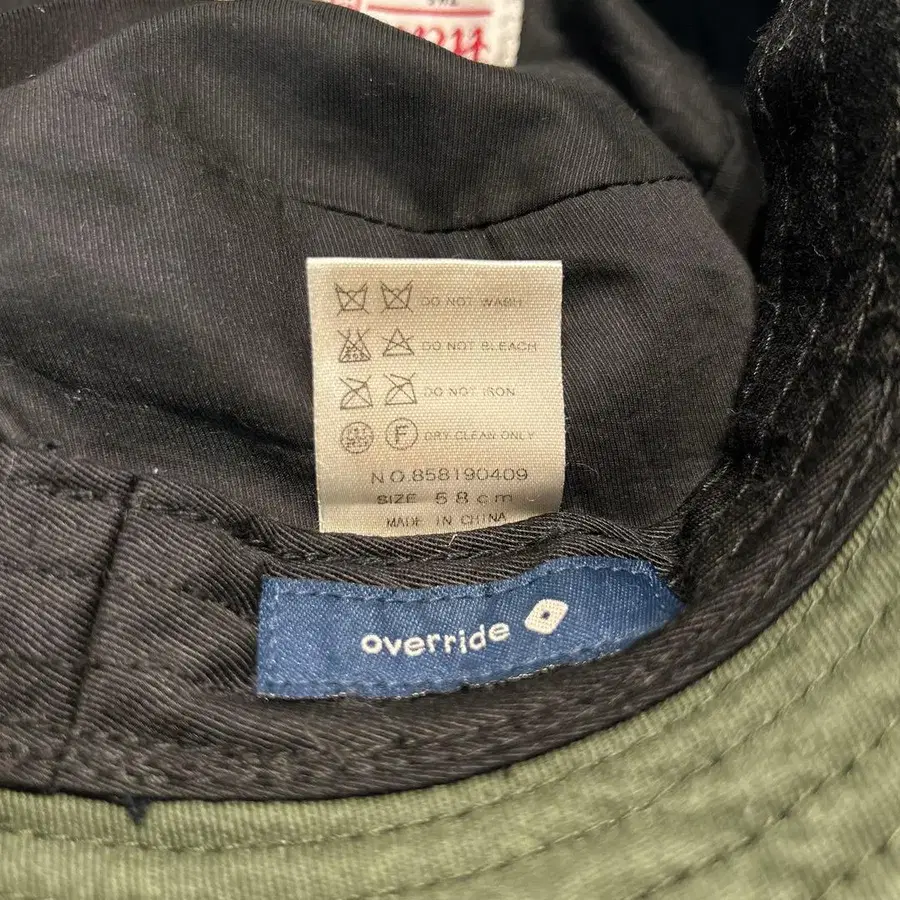 DO NOT WASH
DO NOT BLEACH
DO NOT IRON
F DRY CLEAN ONLY
NO.858190409
SIZE 58cm
MADE IN CHINA
override